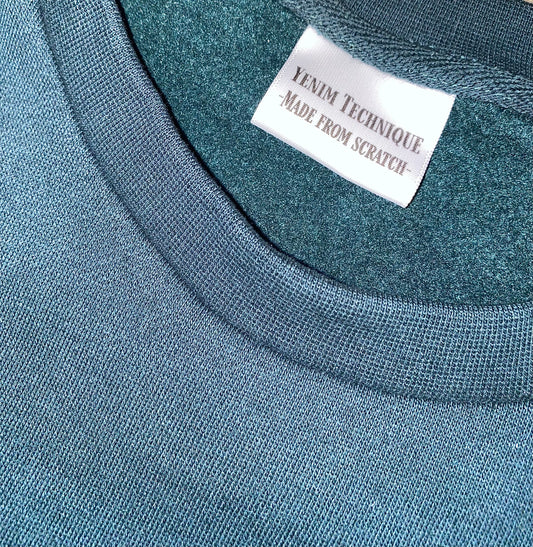 YENIM TECHNIQUE
-MADE FROM SCRATCH-